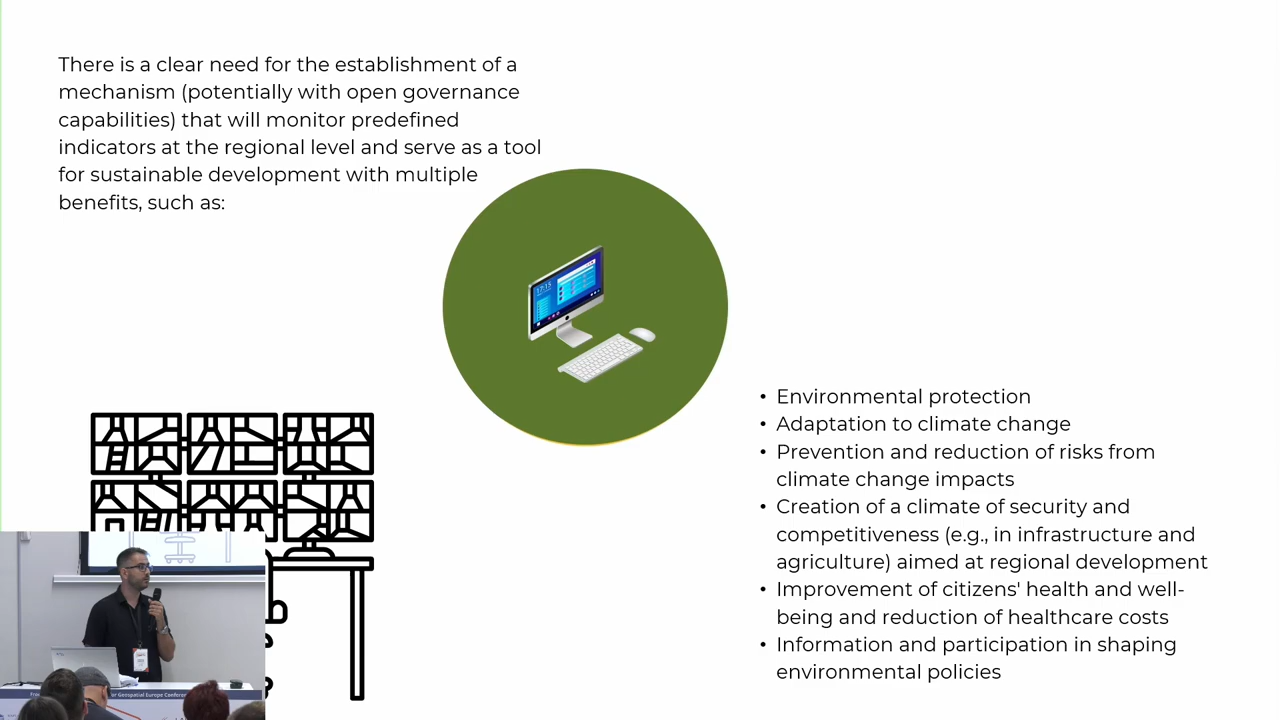 There is a clear need for the establishment of a
mechanism (potentially with open governance
capabilities) that will monitor predefined
indicators at the regional level and serve as a tool
for sustainable development with multiple
benefits, such as:
• Environmental protection
• Adaptation to climate change
• Prevention and reduction of risks from
climate change impacts
• Creation of a climate of security and
competitiveness (e.g., in infrastructure and
agriculture) aimed at regional development
• Improvement of citizens' health and well-
being and reduction of healthcare costs
• Information and participation in shaping
environmental policies
for Geospatial Europe Conference